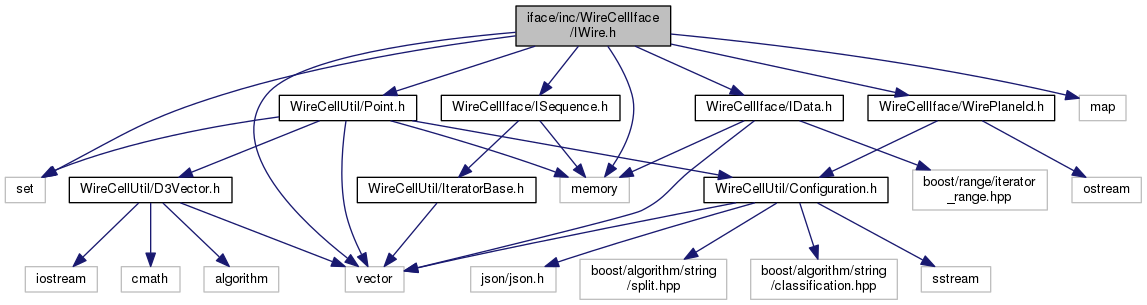 iface/inc/WireCellIface
/IWire.h
WireCellUtil/Point.h
WireCellIface/ISequence.h
WireCellIface/IData.h
WireCellIface/WirePlaneId.h
map
set
WireCellUtil/D3Vector.h
WireCellUtil/IteratorBase.h
memory
WireCellUtil/Configuration.h
boost/range/iterator
_range.hpp
ostream
iostream
cmath
algorithm
vector
json/json.h
boost/algorithm/string
/split.hpp
boost/algorithm/string
/classification.hpp
sstream